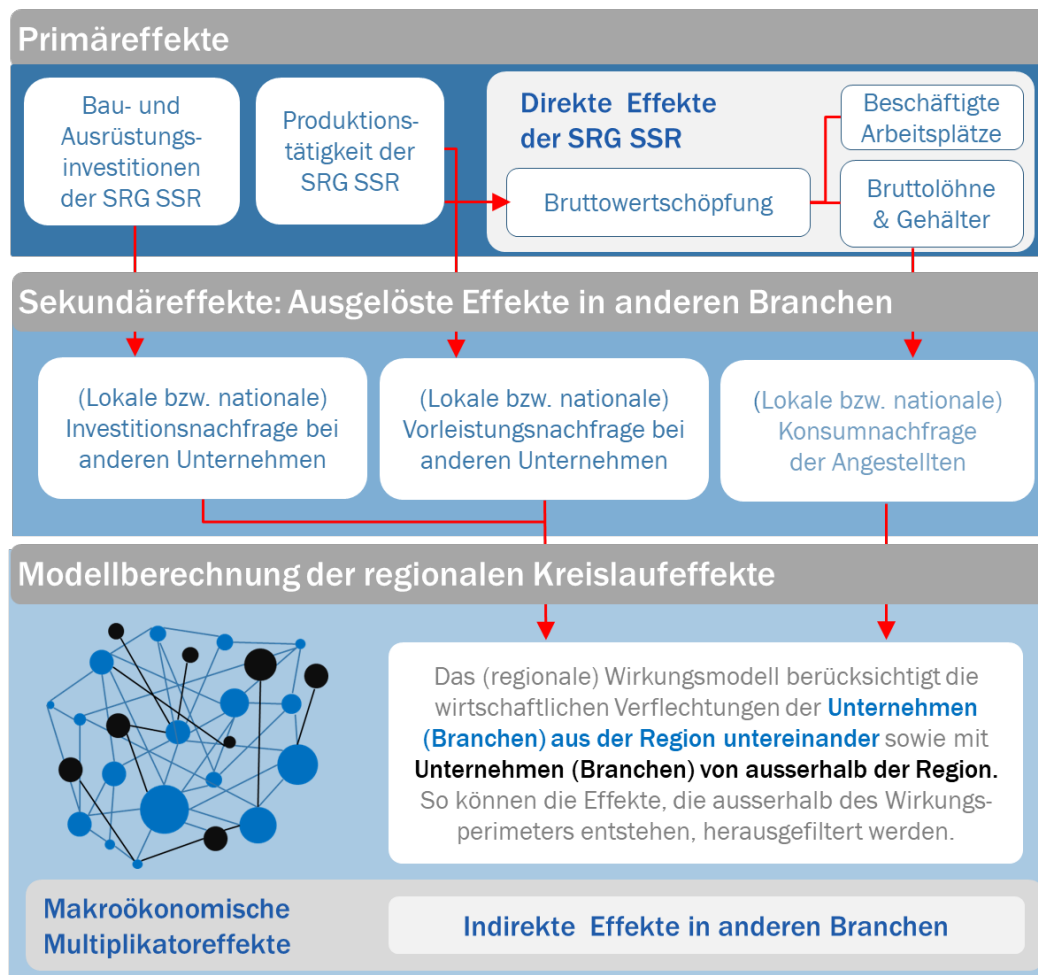 Primäreffekte
Bau- und
Ausrüstungs-
investitionen
der SRG SSR
Produktions-
tätigkeit der
SRG SSR
Direkte Effekte
der SRG SSR
Bruttowertschöpfung
Beschäftigte
Arbeitsplätze
Bruttolöhne
& Gehälter
Sekundäreffekte: Ausgelöste Effekte in anderen Branchen
(Lokale bzw. nationale)
Investitionsnachfrage bei
anderen Unternehmen
(Lokale bzw. nationale)
Vorleistungsnachfrage bei
anderen Unternehmen
(Lokale bzw. nationale)
Konsumnachfrage
der Angestellten
Modellberechnung der regionalen Kreislaufeffekte
Das (regionale) Wirkungsmodell berücksichtigt die
wirtschaftlichen Verflechtungen der Unternehmen
(Branchen) aus der Region untereinander sowie mit
Unternehmen (Branchen) von ausserhalb der Region.
So können die Effekte, die ausserhalb des Wirkungs-
perimeters entstehen, herausgefiltert werden.
Makroökonomische
Multiplikatoreffekte
Indirekte Effekte in anderen Branchen